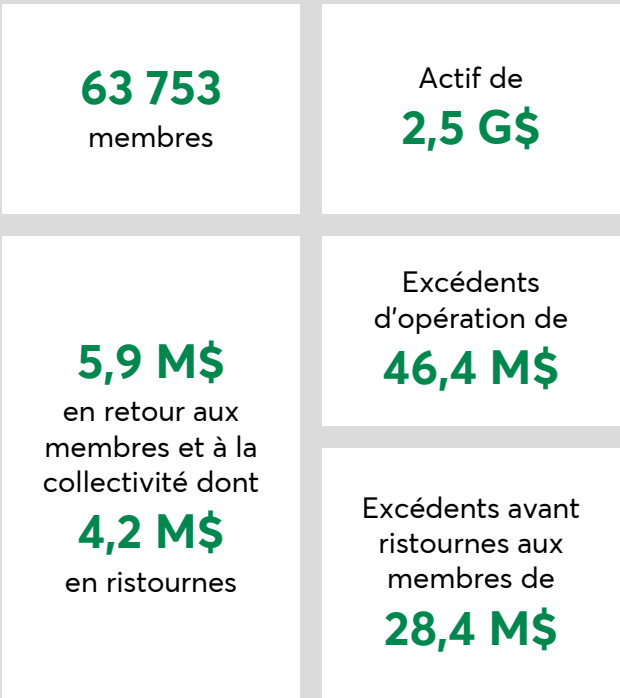 63 753
membres
Actif de
2,5 G$
5,9 M$
en retour aux
membres et à la
collectivité dont
4,2 M$
en ristournes
Excédents
d’opération de
46,4 M$
Excédents avant
ristournes aux
membres de
28,4 M$